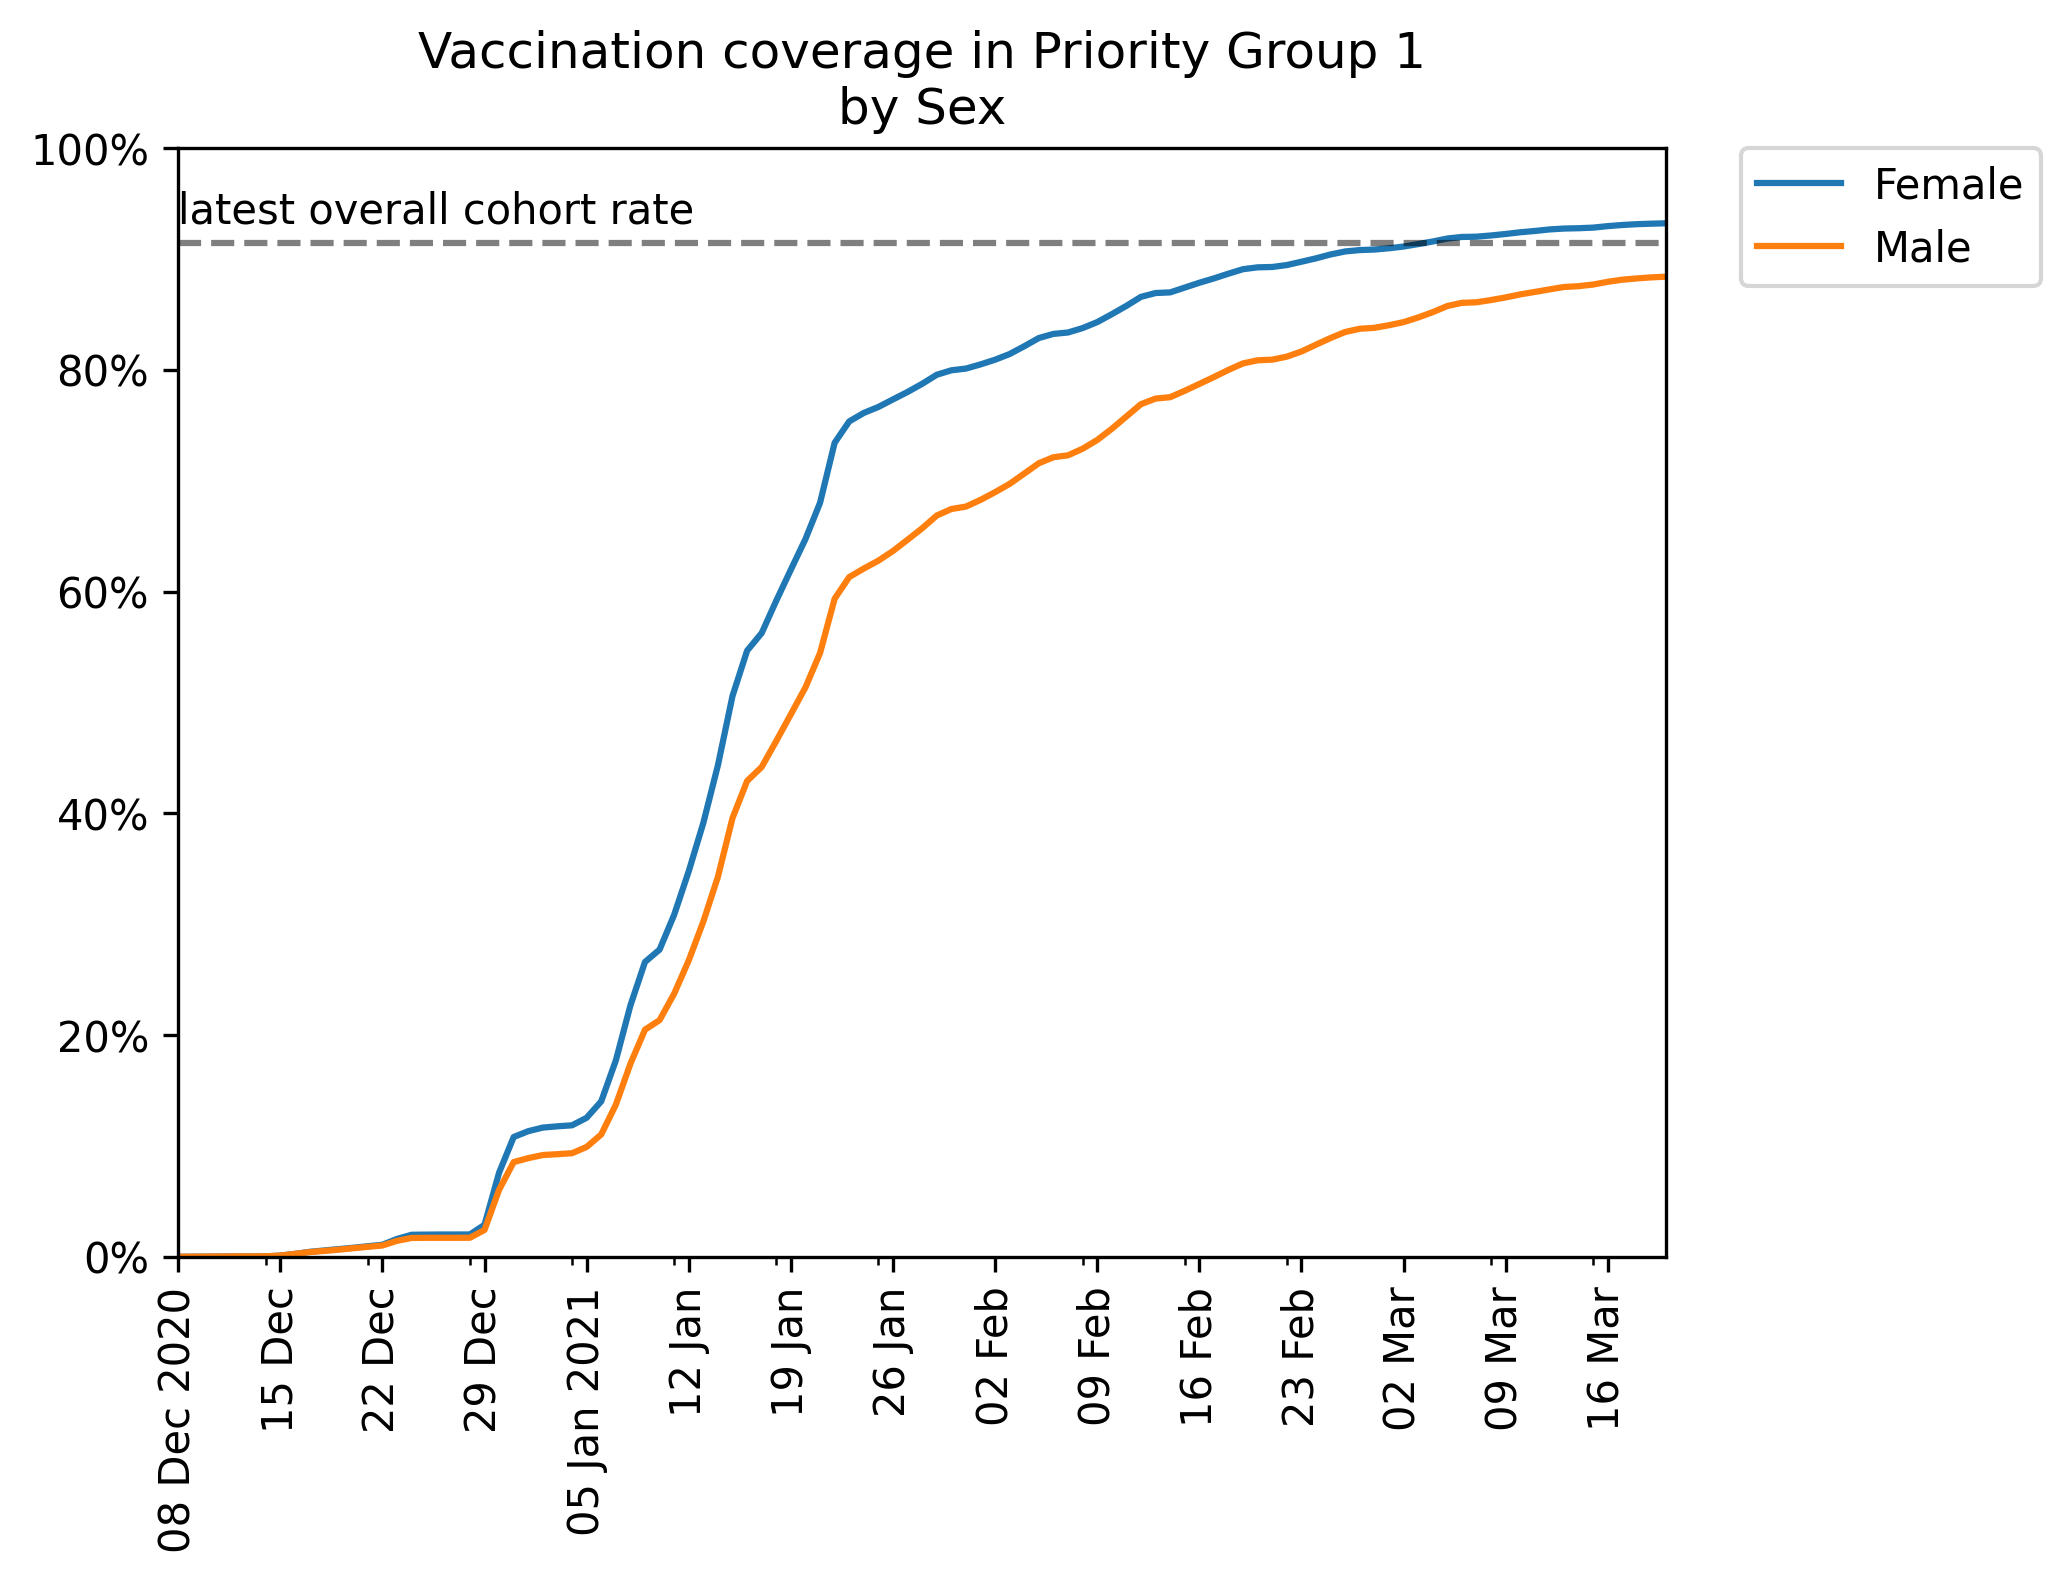 Vaccination coverage in Priority Group 1
by Sex
100%
80%
60%
40%
20%
0%
latest overall cohort rate
Female
Male
08 Dec 2020
15 Dec
22 Dec
29 Dec
05 Jan 2021
12 Jan
19 Jan
26 Jan
02 Feb
09 Feb
16 Feb
23 Feb
02 Mar
09 Mar
16 Mar